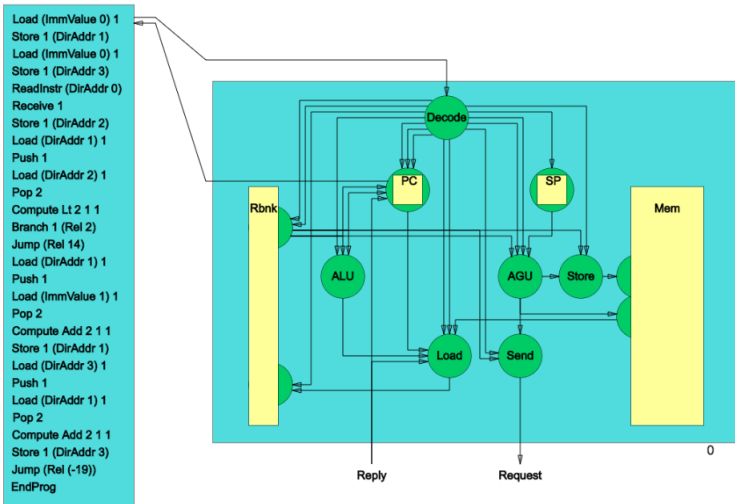 Load (ImmValue 0) 1
Store 1 (DirAddr 1)
Load (ImmValue 0) 1
Store 1 (DirAddr 3)
ReadInstr (DirAddr 0)
Receive 1
Store 1 (DirAddr 2)
Load (DirAddr 1) 1
Push 1
Load (DirAddr 2) 1
Pop 2
Compute Lt 2 1 1
Branch 1 (Rel 2)
Jump (Rel 14)
Load (DirAddr 1) 1
Push 1
Load (ImmValue 1) 1
Pop 2
Compute Add 2 1 1
Store 1 (DirAddr 1)
Load (DirAddr 3) 1
Push 1
Load (DirAddr 1) 1
Pop 2
Compute Add 2 1 1
Store 1 (DirAddr 3)
Jump (Rel (-19))
EndProg
Decode
PC
SP
Rbnk
Mem
ALU
AGU
Store
Load
Send
0
Reply
Request